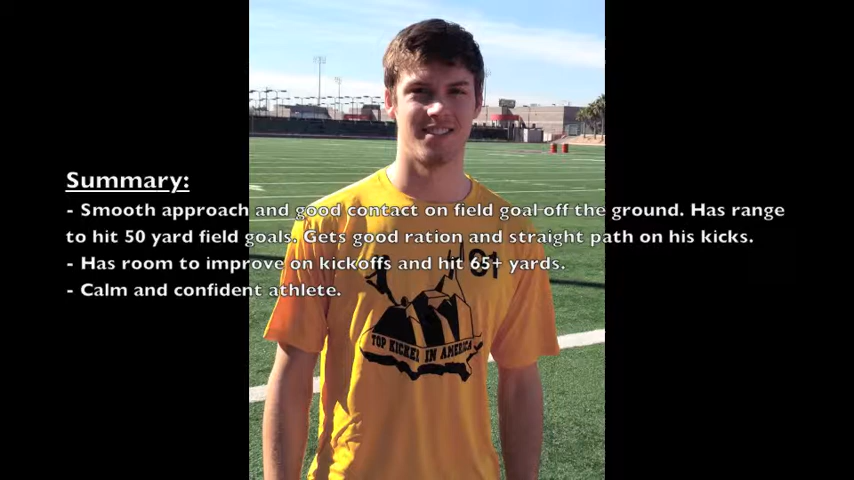 Summary:
- Smooth approach and good contact on field goal off the ground. Has range
to hit 50 yard field goals. Gets good ration and straight path on his kicks.
- Has room to improve on kickoffs and hit 65+ yards.
- Calm and confident athlete.
TOP KICKER IN AMERICA